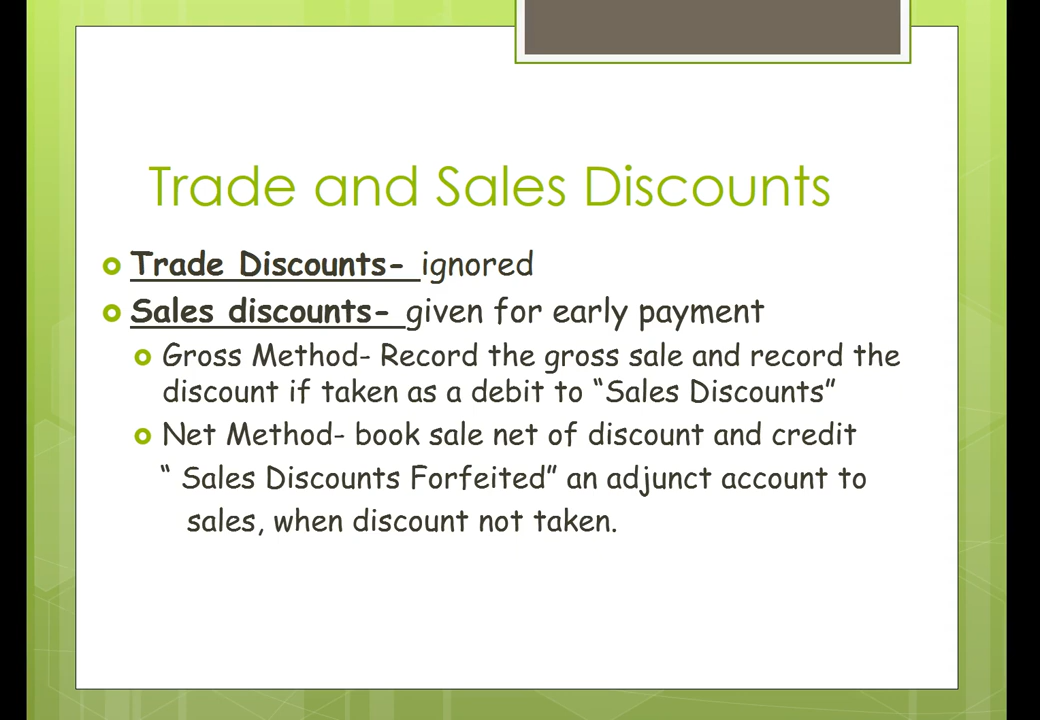 Trade and Sales Discounts
Trade Discounts- ignored
Sales discounts- given for early payment
Gross Method- Record the gross sale and record the
discount if taken as a debit to “Sales Discounts”
Net Method- book sale net of discount and credit
“ Sales Discounts Forfeited” an adjunct account to
sales, when discount not taken.